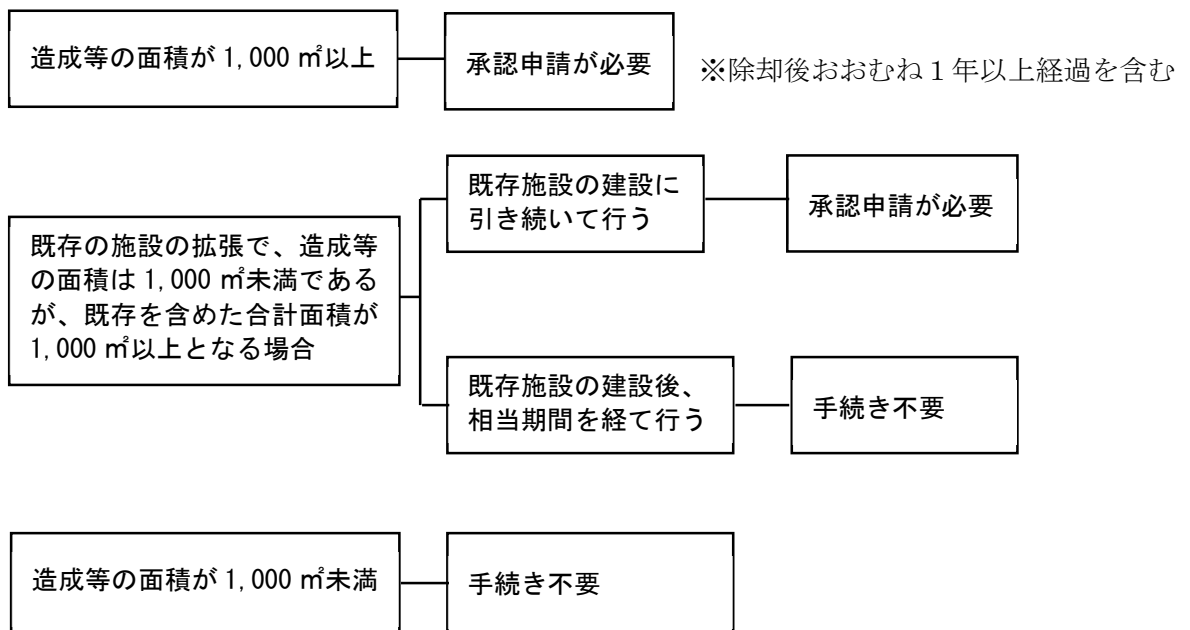 造成等の面積が1,000 ㎡以上
承認申請が必要
※除却後おおむね１年以上経過を含む
既存の施設の拡張で、造成等
の面積は1,000 ㎡未満である
が、既存を含めた合計面積が
1,000 ㎡以上となる場合
既存施設の建設に
引き続いて行う
承認申請が必要
既存施設の建設後、
相当期間を経て行う
手続き不要
造成等の面積が1,000 ㎡未満
手続き不要